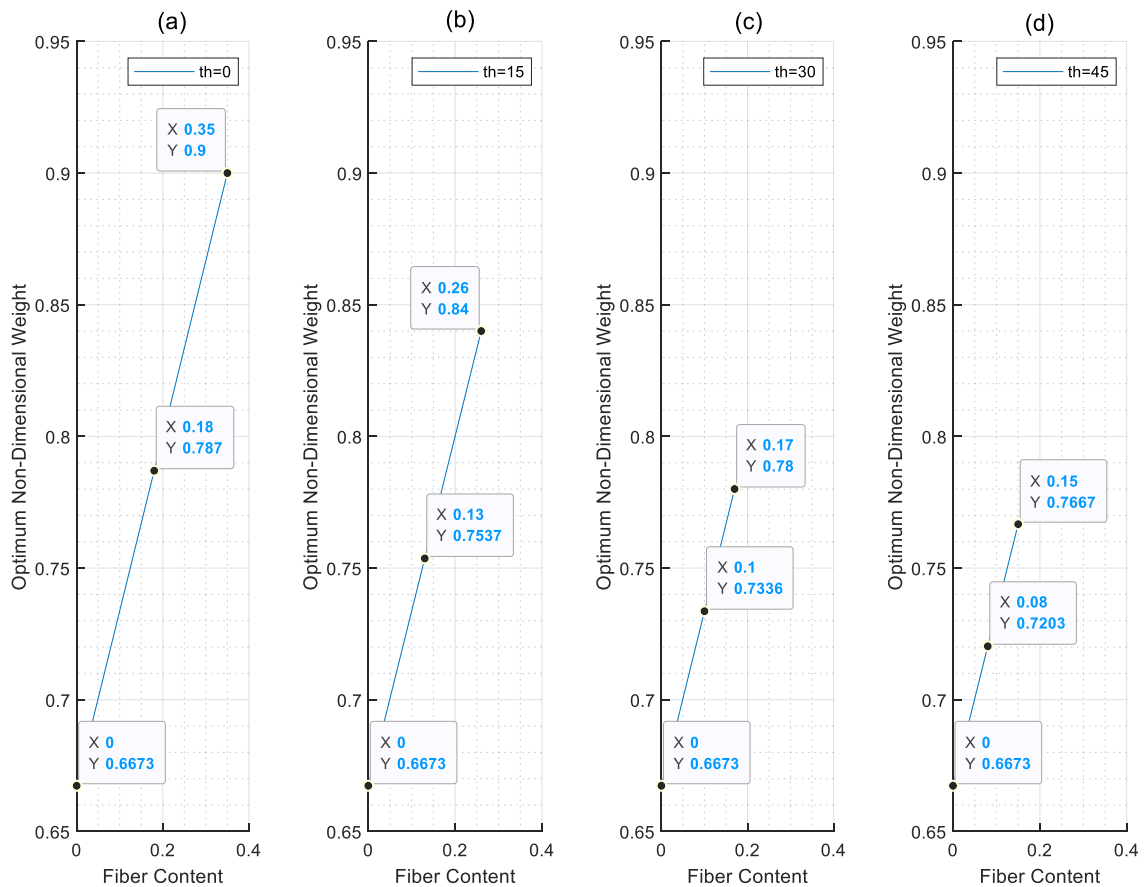 (a)
0.95
0.9
0.85
0.8
0.75
0.7
0.65
th=0
X 0.35
Y 0.9
X 0.18
Y 0.787
X 0
Y 0.6673
0
0.2
0.4
Fiber Content
Optimum Non-Dimensional Weight
(b)
0.95
0.9
0.85
0.8
0.75
0.7
0.65
th=15
X 0.26
Y 0.84
X 0.13
Y 0.7537
X 0
Y 0.6673
0
0.2
0.4
Fiber Content
Optimum Non-Dimensional Weight
(c)
0.95
0.9
0.85
0.8
0.75
0.7
0.65
th=30
X 0.17
Y 0.78
X 0.1
Y 0.7336
X 0
Y 0.6673
0
0.2
0.4
Fiber Content
Optimum Non-Dimensional Weight
(d)
0.95
0.9
0.85
0.8
0.75
0.7
0.65
th=45
X 0.15
Y 0.7667
X 0.08
Y 0.7203
X 0
Y 0.6673
0
0.2
0.4
Fiber Content
Optimum Non-Dimensional Weight